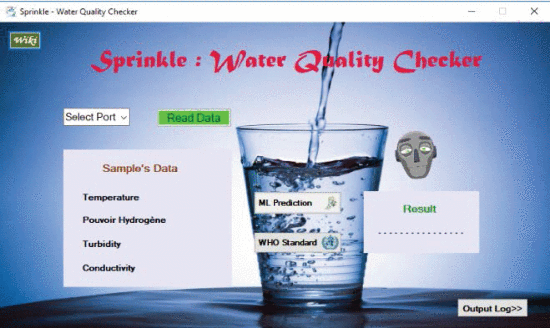 Sprinkle - Water Quality Checker
Wiki
Sprinkle : Water Quality Checker
Select Port
Read Data
Sample's Data
Temperature
Pouvoir Hydrogène
Turbidity
Conductivity
ML Prediction
WHO Standard
Result
- - - - - - - - - - - - - - - -
Output Log>>